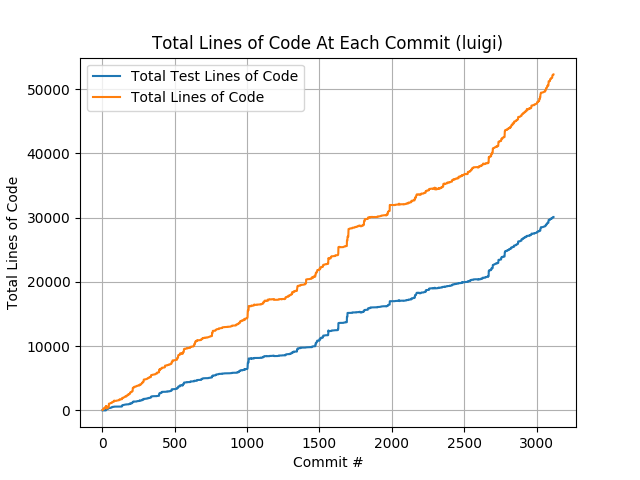 Total Lines of Code At Each Commit (luigi)
Total Test Lines of Code
Total Lines of Code
Total Lines of Code
50000
40000
30000
20000
10000
0
0 500 1000 1500 2000 2500 3000
Commit #